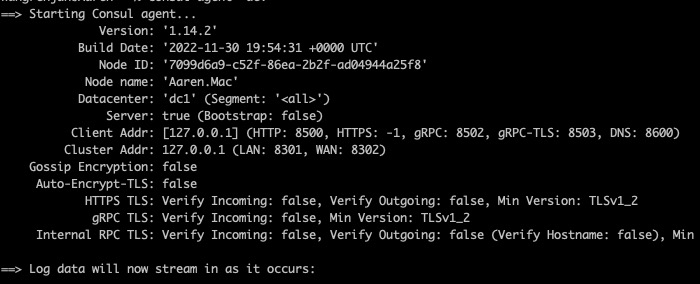 ==> Starting Consul agent...
Version: '1.14.2'
Build Date: '2022-11-30 19:54:31 +0000 UTC'
Node ID: '7099d6a9-c52f-86ea-2b2f-ad04944a25f8'
Node name: 'Aaren.Mac'
Datacenter: 'dc1' (Segment: '<all>')
Server: true (Bootstrap: false)
Client Addr: [127.0.0.1] (HTTP: 8500, HTTPS: -1, gRPC: 8502, gRPC-TLS: 8503, DNS: 8600)
Cluster Addr: 127.0.0.1 (LAN: 8301, WAN: 8302)
Gossip Encryption: false
Auto-Encrypt-TLS: false
HTTPS TLS: Verify Incoming: false, Verify Outgoing: false, Min Version: TLSv1_2
gRPC TLS: Verify Incoming: false, Min Version: TLSv1_2
Internal RPC TLS: Verify Incoming: false, Verify Outgoing: false (Verify Hostname: false), Min
==> Log data will now stream in as it occurs: